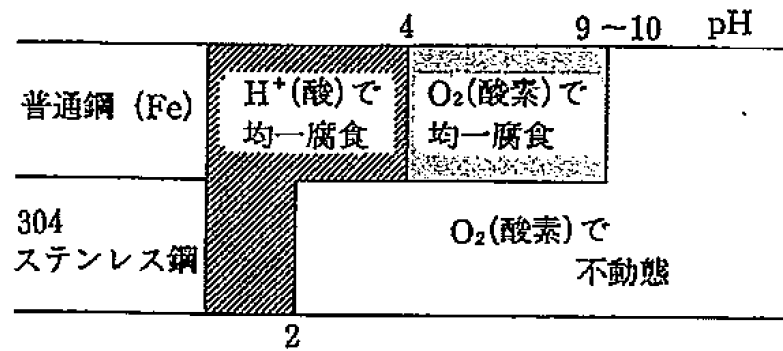 4
9～10
pH
普通鋼 (Fe)
H⁺(酸)で
均一腐食
O₂(酸素)で
均一腐食
304
ステンレス鋼
O₂(酸素)で
不動態
2